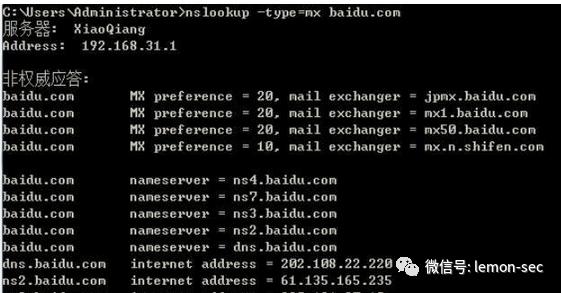 C:\Users\Administrator>nslookup -type=mx baidu.com
服务器:  XiaoQiang
Address:  192.168.31.1
非权威应答:
baidu.com MX preference = 20, mail exchanger = jpmx.baidu.com
baidu.com MX preference = 20, mail exchanger = mx1.baidu.com
baidu.com MX preference = 20, mail exchanger = mx50.baidu.com
baidu.com MX preference = 10, mail exchanger = mx.n.shifen.com
baidu.com nameserver = ns4.baidu.com
baidu.com nameserver = ns7.baidu.com
baidu.com nameserver = ns3.baidu.com
baidu.com nameserver = ns2.baidu.com
baidu.com nameserver = dns.baidu.com
dns.baidu.com internet address = 202.108.22.220
ns2.baidu.com internet address = 61.135.165.235
微信号: lemon-sec